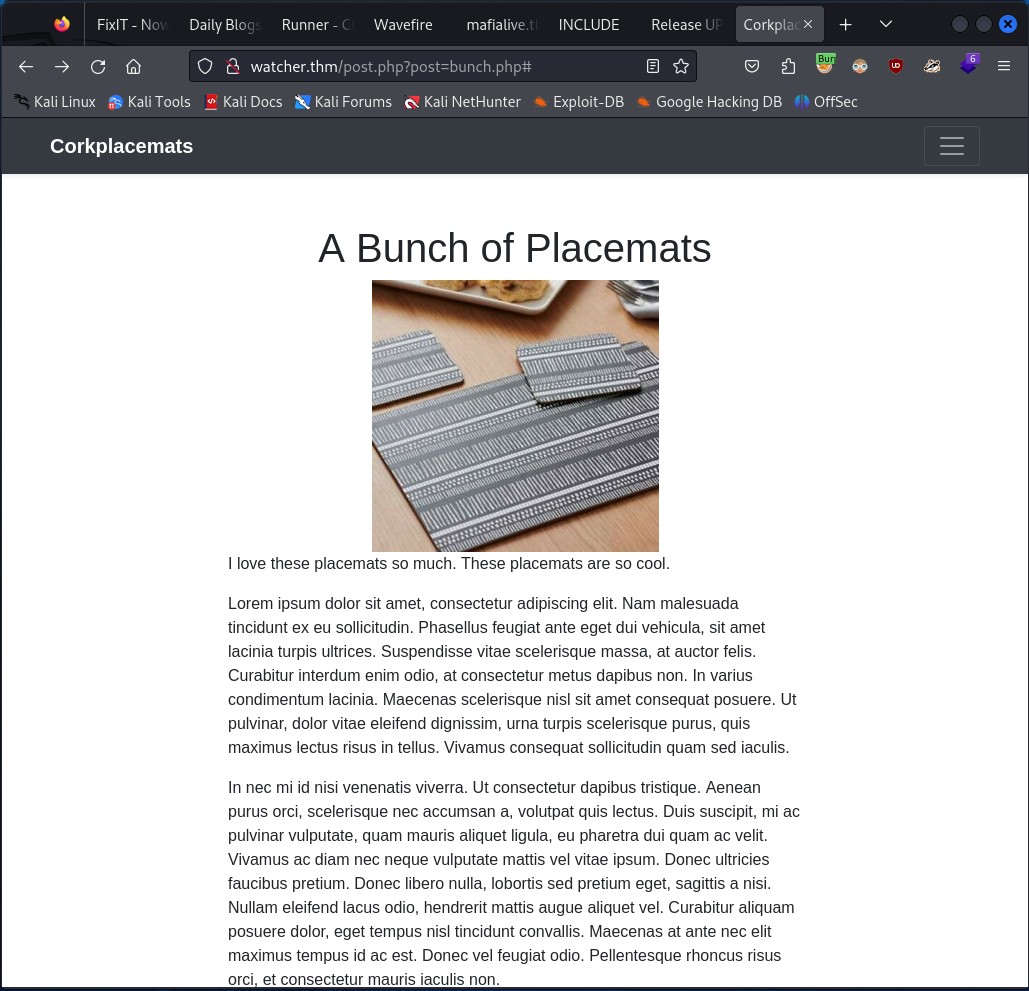 FixIT - Now
Daily Blogs
Runner - C
Wavefire
mafialive.t
INCLUDE
Release UP
Corkplac
watcher.thm/post.php?post=bunch.php#
Bur
6
Kali Linux
Kali Tools
Kali Docs
Kali Forums
Kali NetHunter
Exploit-DB
Google Hacking DB
OffSec
Corkplacemats
A Bunch of Placemats
I love these placemats so much. These placemats are so cool.
Lorem ipsum dolor sit amet, consectetur adipiscing elit. Nam malesuada
tincidunt ex eu sollicitudin. Phasellus feugiat ante eget dui vehicula, sit amet
lacinia turpis ultrices. Suspendisse vitae scelerisque massa, at auctor felis.
Curabitur interdum enim odio, at consectetur metus dapibus non. In varius
condimentum lacinia. Maecenas scelerisque nisl sit amet consequat posuere. Ut
pulvinar, dolor vitae eleifend dignissim, urna turpis scelerisque purus, quis
maximus lectus risus in tellus. Vivamus consequat sollicitudin quam sed iaculis.
In nec mi id nisi venenatis viverra. Ut consectetur dapibus tristique. Aenean
purus orci, scelerisque nec accumsan a, volutpat quis lectus. Duis suscipit, mi ac
pulvinar vulputate, quam mauris aliquet ligula, eu pharetra dui quam ac velit.
Vivamus ac diam nec neque vulputate mattis vel vitae ipsum. Donec ultricies
faucibus pretium. Donec libero nulla, lobortis sed pretium eget, sagittis a nisi.
Nullam eleifend lacus odio, hendrerit mattis augue aliquet vel. Curabitur aliquam
posuere dolor, eget tempus nisl tincidunt convallis. Maecenas at ante nec elit
maximus tempus id ac est. Donec vel feugiat odio. Pellentesque rhoncus risus
orci, et consectetur mauris iaculis non.